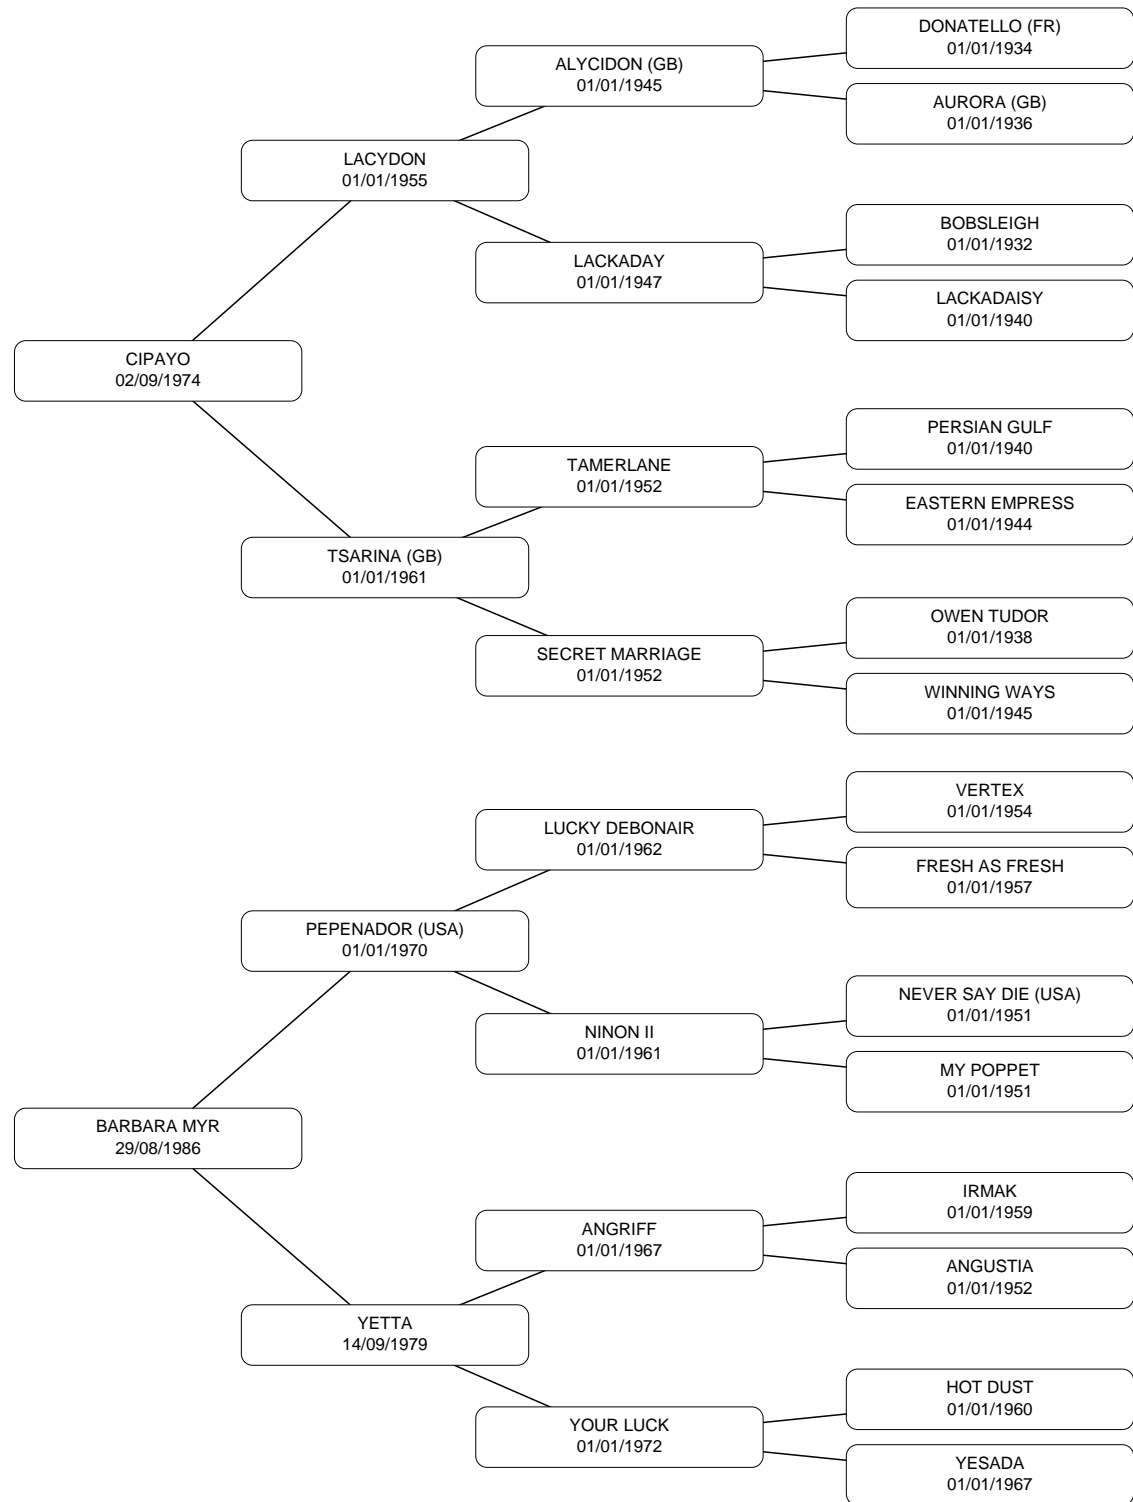 DONATELLO (FR)
01/01/1934
ALYCIDON (GB)
01/01/1945
AURORA (GB)
01/01/1936
LACYDON
01/01/1955
BOBSLEIGH
01/01/1932
LACKADAY
01/01/1947
LACKADAISY
01/01/1940
CIPAYO
02/09/1974
PERSIAN GULF
01/01/1940
TAMERLANE
01/01/1952
EASTERN EMPRESS
01/01/1944
TSARINA (GB)
01/01/1961
OWEN TUDOR
01/01/1938
SECRET MARRIAGE
01/01/1952
WINNING WAYS
01/01/1945
VERTEX
01/01/1954
LUCKY DEBONAIR
01/01/1962
FRESH AS FRESH
01/01/1957
PEPENADOR (USA)
01/01/1970
NEVER SAY DIE (USA)
01/01/1951
NINON II
01/01/1961
MY POPPET
01/01/1951
BARBARA MYR
29/08/1986
IRMAK
01/01/1959
ANGRIFF
01/01/1967
ANGUSTIA
01/01/1952
YETTA
14/09/1979
HOT DUST
01/01/1960
YOUR LUCK
01/01/1972
YESADA
01/01/1967